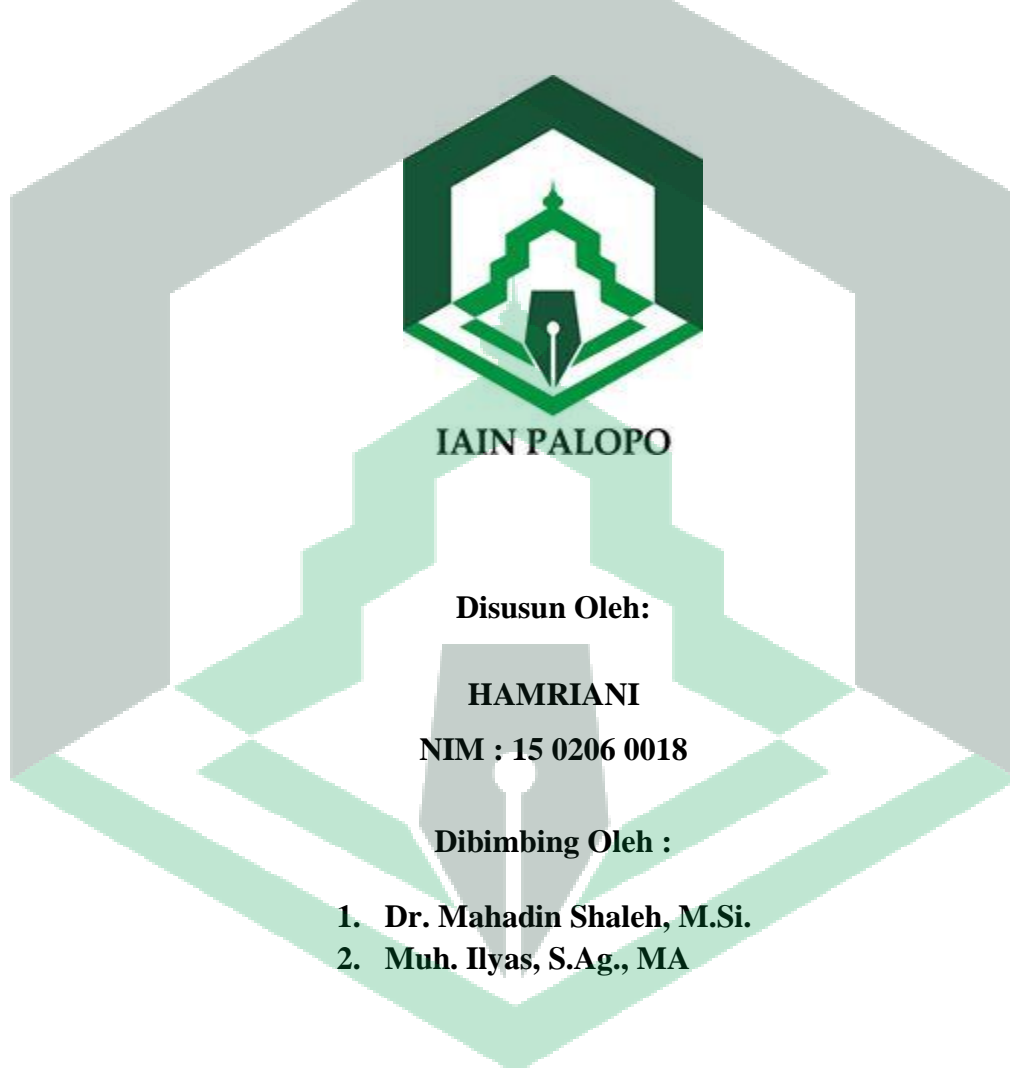 IAIN PALOPO
Disusun Oleh:
HAMRIANI
NIM : 15 0206 0018
Dibimbing Oleh :
1. Dr. Mahadin Shaleh, M.Si.
2. Muh. Ilyas, S.Ag., MA